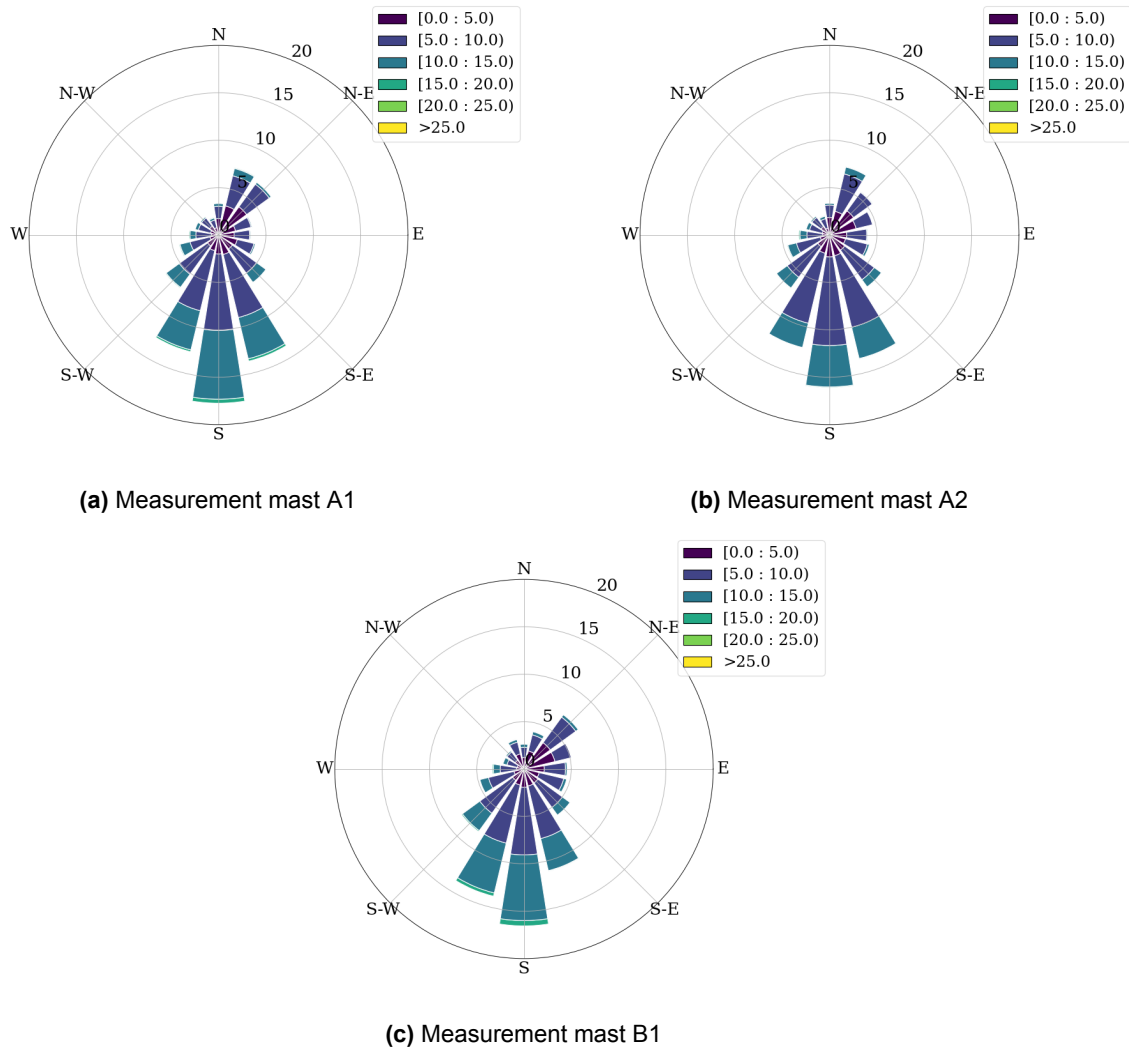 [0.0 : 5.0)
[5.0 : 10.0)
[10.0 : 15.0)
[15.0 : 20.0)
[20.0 : 25.0)
>25.0
N
N-E
E
S-E
S
S-W
W
N-W
0
5
10
15
20
(a) Measurement mast A1
[0.0 : 5.0)
[5.0 : 10.0)
[10.0 : 15.0)
[15.0 : 20.0)
[20.0 : 25.0)
>25.0
N
N-E
E
S-E
S
S-W
W
N-W
0
5
10
15
20
(b) Measurement mast A2
[0.0 : 5.0)
[5.0 : 10.0)
[10.0 : 15.0)
[15.0 : 20.0)
[20.0 : 25.0)
>25.0
N
N-E
E
S-E
S
S-W
W
N-W
0
5
10
15
20
(c) Measurement mast B1